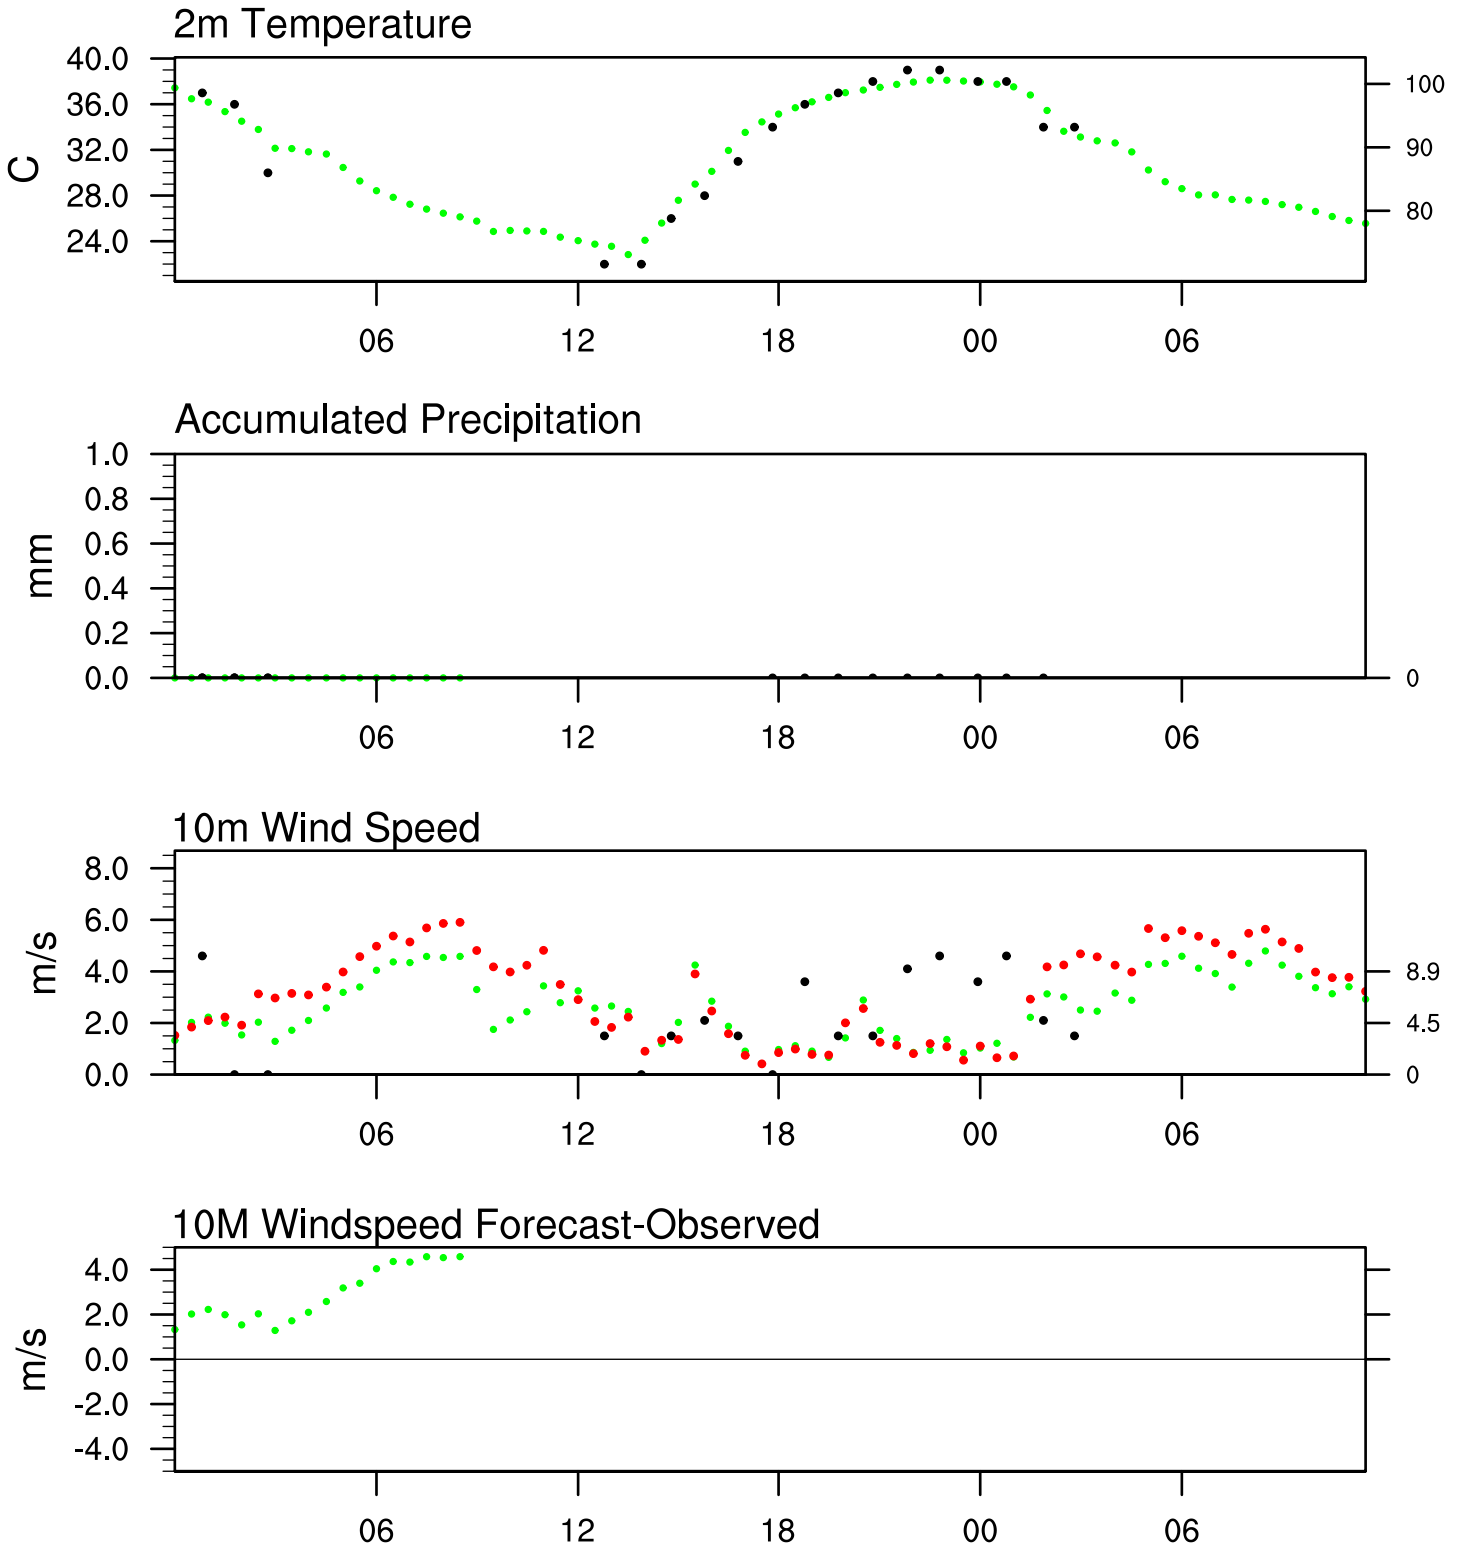 2m Temperature
40.0
36.0
32.0
28.0
24.0
C
100
90
80
06 12 18 00 06
Accumulated Precipitation
1.0
0.8
0.6
0.4
0.2
0.0
mm
0
06 12 18 00 06
10m Wind Speed
8.0
6.0
4.0
2.0
0.0
m/s
8.9
4.5
0
06 12 18 00 06
10M Windspeed Forecast-Observed
4.0
2.0
0.0
-2.0
-4.0
m/s
06 12 18 00 06